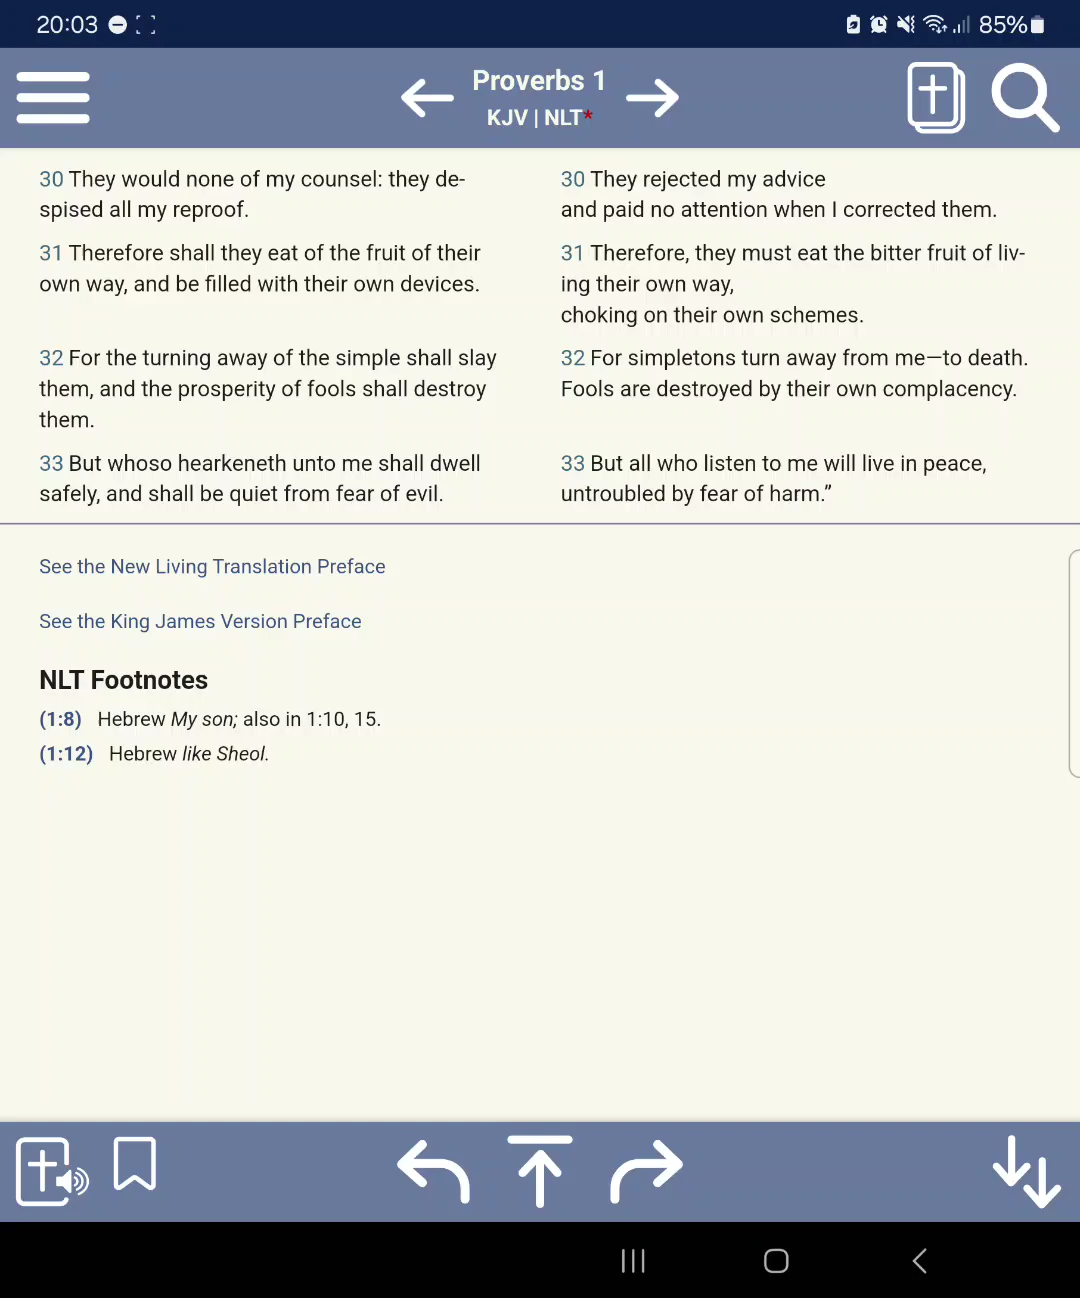 20:03
85%
Proverbs 1
KJV | NLT*
30 They would none of my counsel: they de-
spised all my reproof.
30 They rejected my advice
and paid no attention when I corrected them.
31 Therefore shall they eat of the fruit of their
own way, and be filled with their own devices.
31 Therefore, they must eat the bitter fruit of liv-
ing their own way,
choking on their own schemes.
32 For the turning away of the simple shall slay
them, and the prosperity of fools shall destroy
them.
32 For simpletons turn away from me—to death.
Fools are destroyed by their own complacency.
33 But whoso hearkeneth unto me shall dwell
safely, and shall be quiet from fear of evil.
33 But all who listen to me will live in peace,
untroubled by fear of harm.”
See the New Living Translation Preface
See the King James Version Preface
NLT Footnotes
(1:8) Hebrew My son; also in 1:10, 15.
(1:12) Hebrew like Sheol.